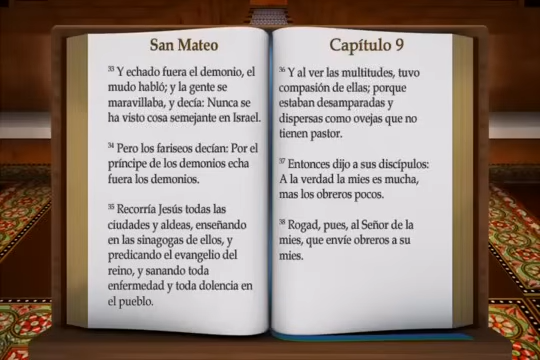 San Mateo
33 Y echado fuera el demonio, el
mudo habló; y la gente se
maravillaba, y decía: Nunca se
ha visto cosa semejante en Israel.
34 Pero los fariseos decían: Por el
príncipe de los demonios echa
fuera los demonios.
35 Recorría Jesús todas las
ciudades y aldeas, enseñando
en las sinagogas de ellos, y
predicando el evangelio del
reino, y sanando toda
enfermedad y toda dolencia en
el pueblo.
Capítulo 9
36 Y al ver las multitudes, tuvo
compasión de ellas; porque
estaban desamparadas y
dispersas como ovejas que no
tienen pastor.
37 Entonces dijo a sus discípulos:
A la verdad la mies es mucha,
mas los obreros pocos.
38 Rogad, pues, al Señor de la
mies, que envíe obreros a su
mies.